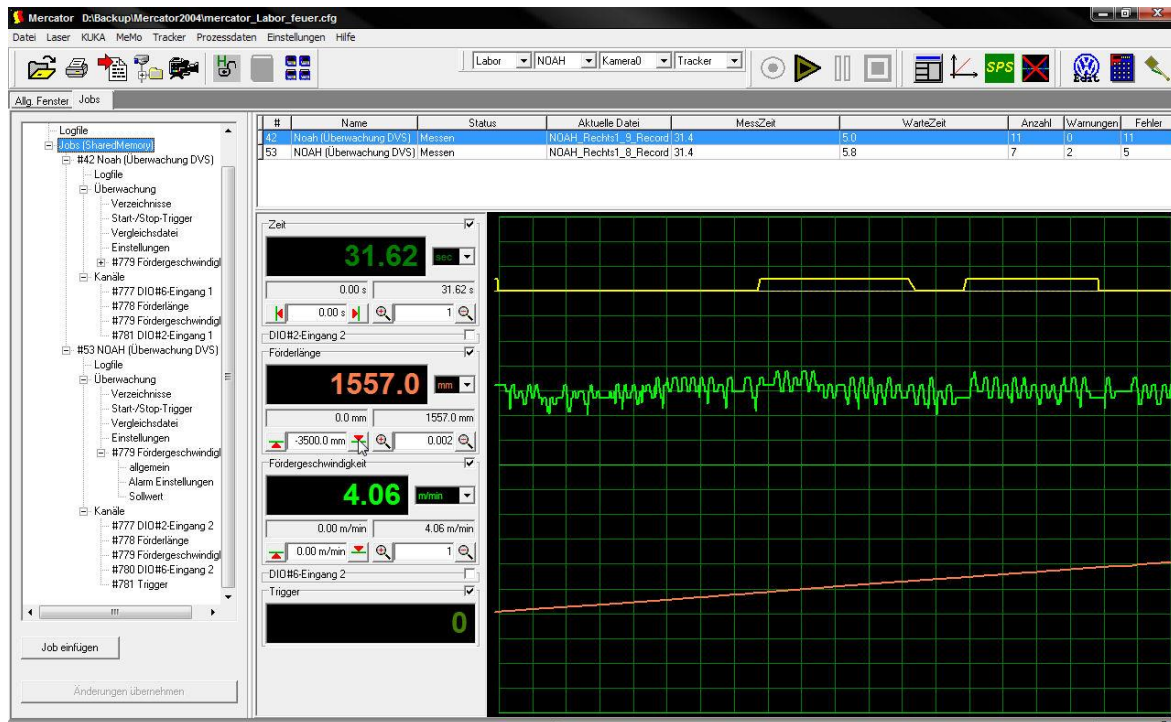 Mercator D:\Backup\Mercator2004\mercator_Labor_feuer.cfg
Datei Laser KUKA MeMo Tracker Prozessdaten Einstellungen Hilfe
Labor NOAH Kamera0 Tracker SPS Edit
Allg. Fenster Jobs
Logfile
Jobs (SharedMemory)
#42 Noah (Überwachung DVS)
Logfile
Überwachung
Verzeichnisse
Start-/Stop-Trigger
Vergleichsdatei
Einstellungen
#779 Fördergeschwindigl
Kanäle
#777 DIO#6-Eingang 1
#778 Förderlänge
#779 Fördergeschwindigl
#781 DIO#2-Eingang 1
#53 NOAH (Überwachung DVS)
Logfile
Überwachung
Verzeichnisse
Start-/Stop-Trigger
Vergleichsdatei
Einstellungen
#779 Fördergeschwindigl
allgemein
Alarm Einstellungen
Sollwert
Kanäle
#777 DIO#2-Eingang 2
#778 Förderlänge
#779 Fördergeschwindigl
#780 DIO#6-Eingang 2
#781 Trigger
Job einfügen
Änderungen übernehmen
# Name Status Aktuelle Datei MessZeit WarteZeit Anzahl Warnungen Fehler
42 Noah (Überwachung DVS) Messen NOAH_Rechts1_9_Record 31.4 5.0 11 0 11
53 NOAH (Überwachung DVS) Messen NOAH_Rechts1_8_Record 31.4 5.8 7 2 5
Zeit
31.62 sec
0.00 s 31.62 s
0.00 s 1
DIO#2-Eingang 2
Förderlänge
1557.0 mm
0.0 mm 1557.0 mm
-3500.0 mm 0.002
Fördergeschwindigkeit
4.06 m/min
0.00 m/min 4.06 m/min
0.00 m/min 1
DIO#6-Eingang 2
Trigger
0